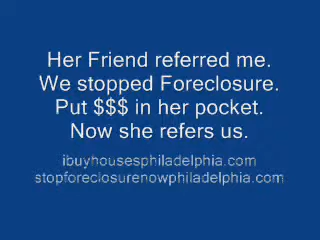 Her Friend referred me.
We stopped Foreclosure.
Put $$$ in her pocket.
Now she refers us.
ibuyhousesphiladelphia.com
stopforeclosurenowphiladelphia.com